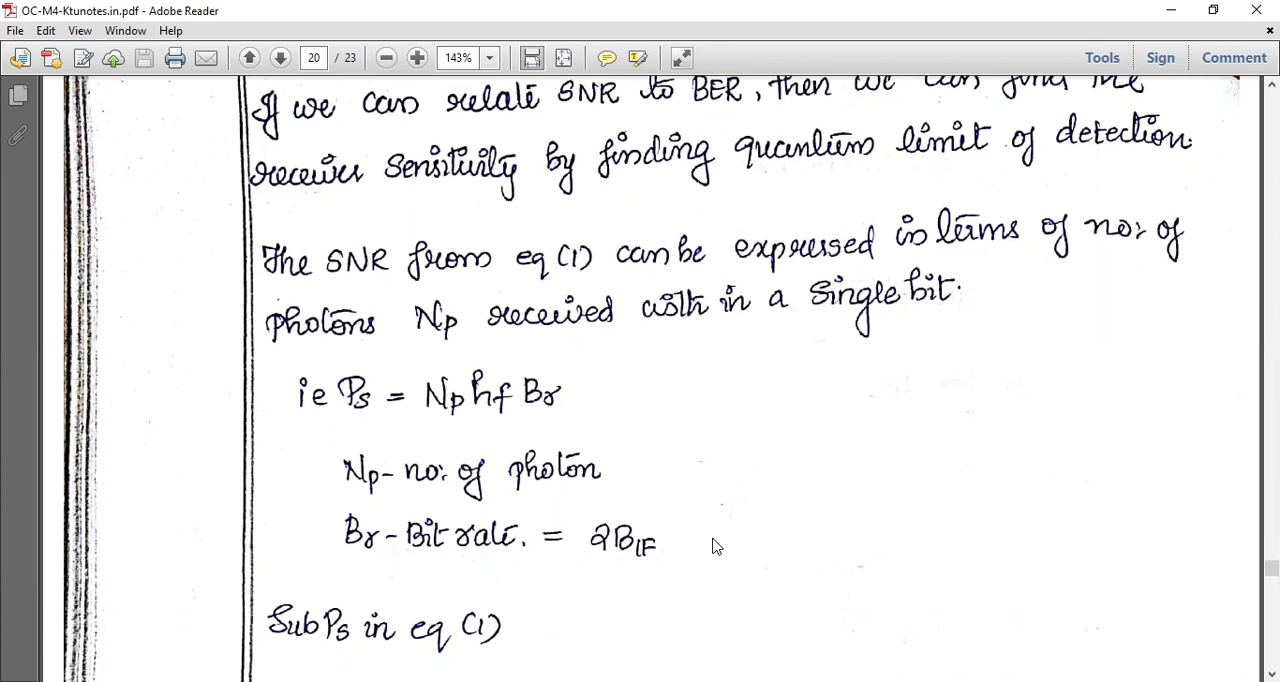 OC-M4-Ktunotes.in.pdf - Adobe Reader
File Edit View Window Help
20 / 23 143% Tools Sign Comment
If we can relate SNR to BER, then we can find the
receiver sensitivity by finding quantum limit of detection.
The SNR from eq (1) can be expressed in terms of no: of
photons Np received with in a single bit.
ie Ps = Np hf Br
Np - no: of photon
Br - Bit rate. = 2BIF
Sub Ps in eq (1)